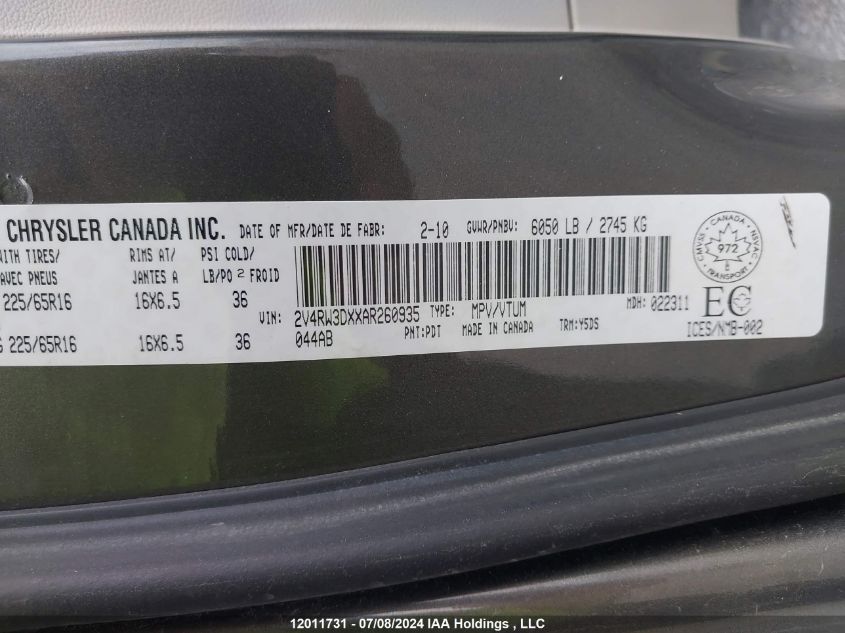 CHRYSLER CANADA INC. DATE OF MFR/DATE DE FABR: 2-10 GVWR/PNBV: 6050 LB / 2745 KG
WITH TIRES/ RIMS AT/ PSI COLD/
AVEC PNEUS JANTES A LB/PO 2 FROID
225/65R16 16X6.5 36
VIN: 2V4RW3DXXAR260935 TYPE: MPV/VTUM MDH: 022311
225/65R16 16X6.5 36
044AB PNT:PDT MADE IN CANADA TRM:Y5DS
CANADA
CMVSS NSVAC
972
TRANSPORT
EC
ICES/NMB-002
12011731 - 07/08/2024 IAA Holdings , LLC